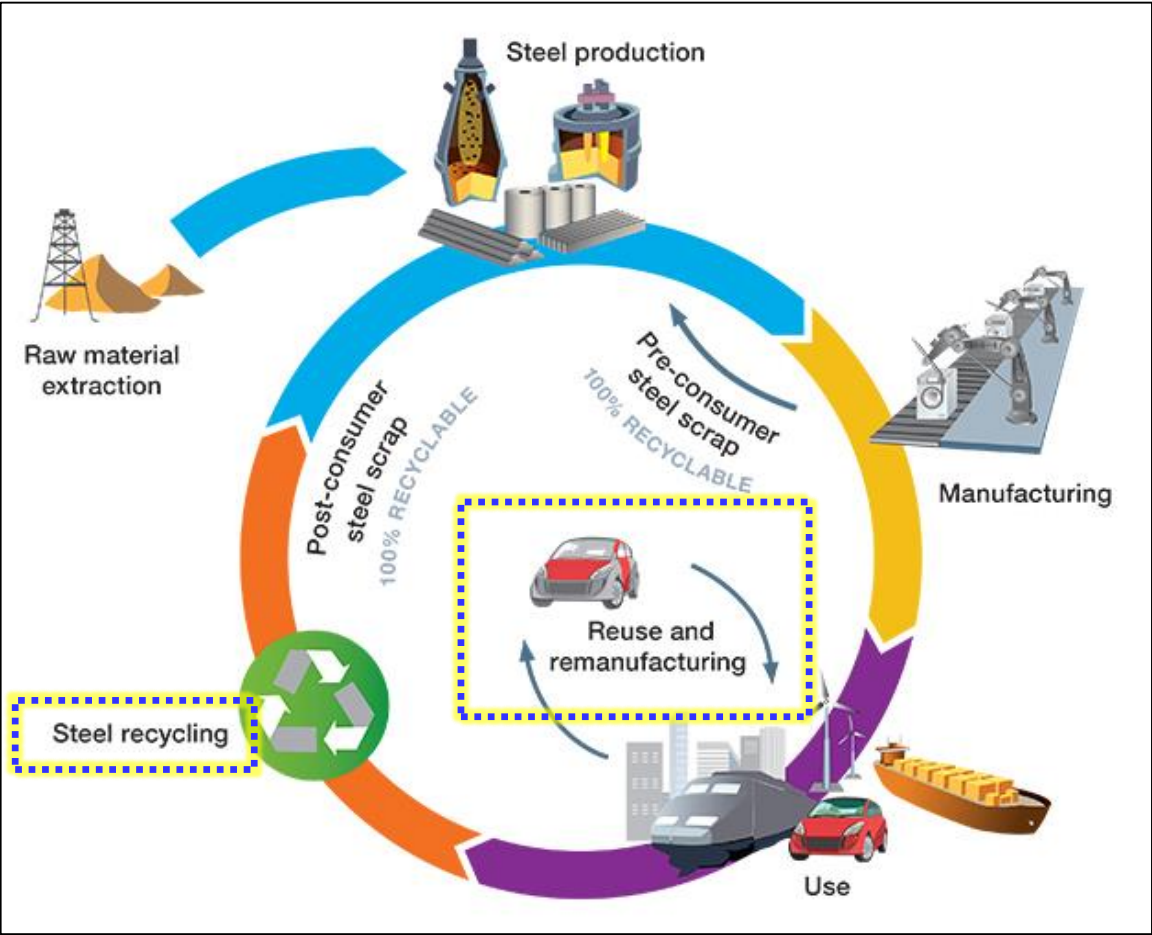 Steel production
Raw material
extraction
Pre-consumer
steel scrap
100% RECYCLABLE
Post-consumer
steel scrap
100% RECYCLABLE
Manufacturing
Reuse and
remanufacturing
Steel recycling
Use